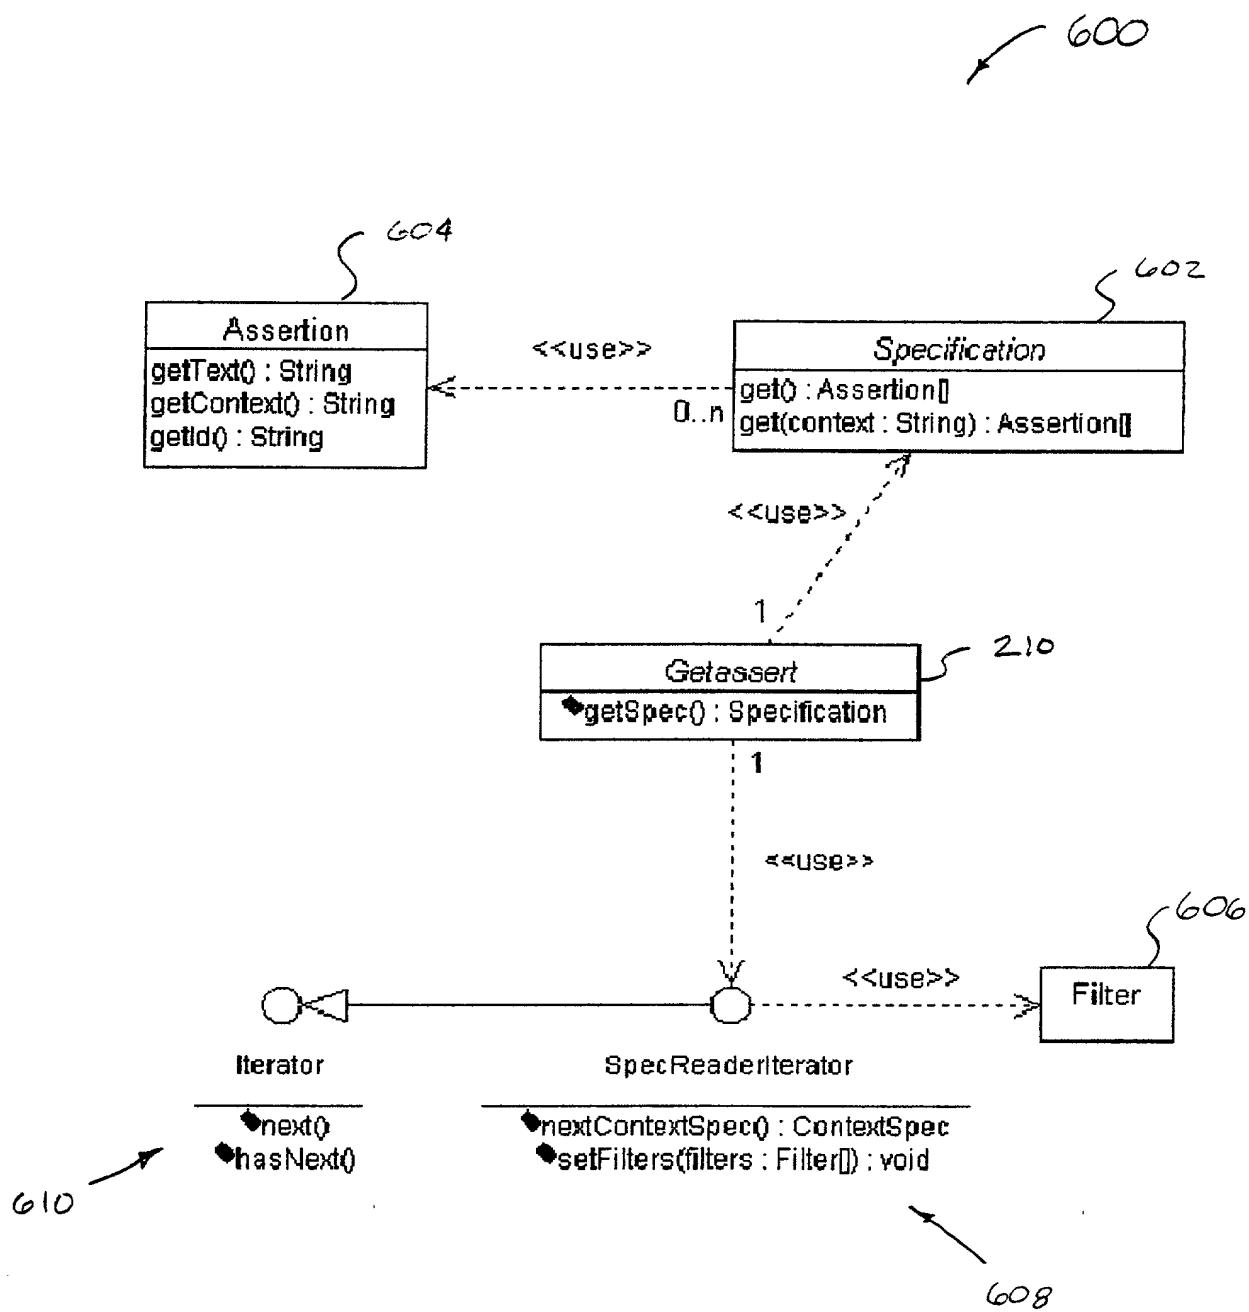 600
604
602
Assertion
getText() : String
getContext() : String
getId() : String
<<use>>
0..n
Specification
get() : Assertion[]
get(context : String) : Assertion[]
<<use>>
1
210
Getassert
getSpec() : Specification
1
<<use>>
606
<<use>>
Filter
Iterator
next()
hasNext()
SpecReaderIterator
nextContextSpec() : ContextSpec
setFilters(filters : Filter[]) : void
610
608